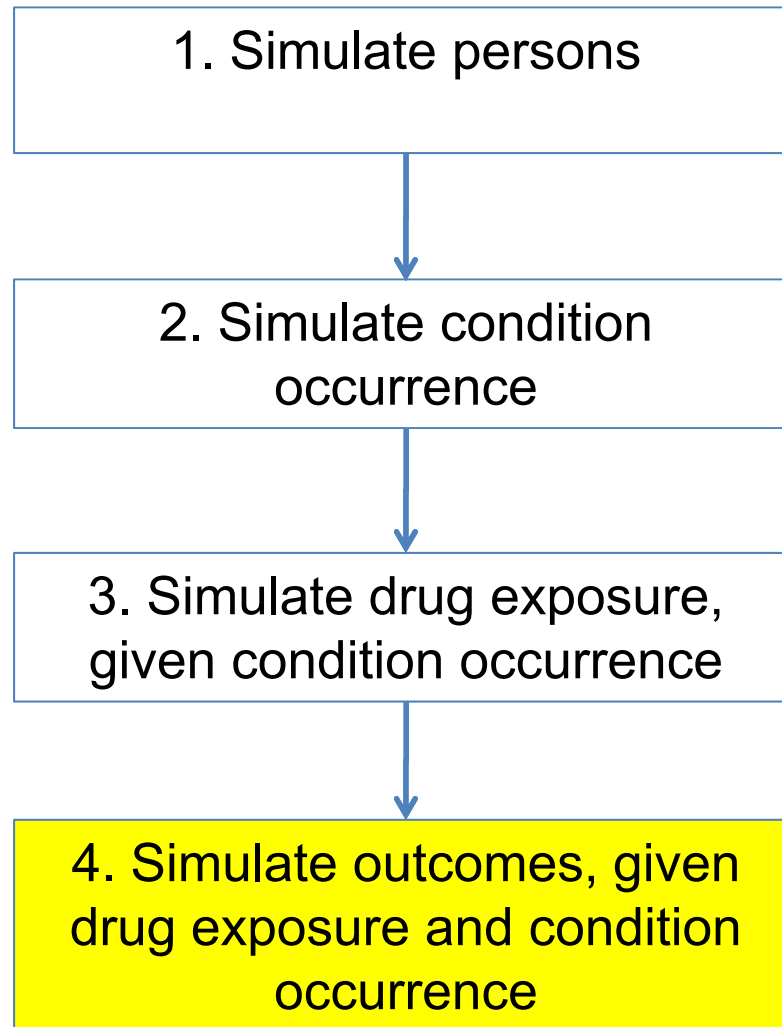 1. Simulate persons
2. Simulate condition
occurrence
3. Simulate drug exposure,
given condition occurrence
4. Simulate outcomes, given
drug exposure and condition
occurrence